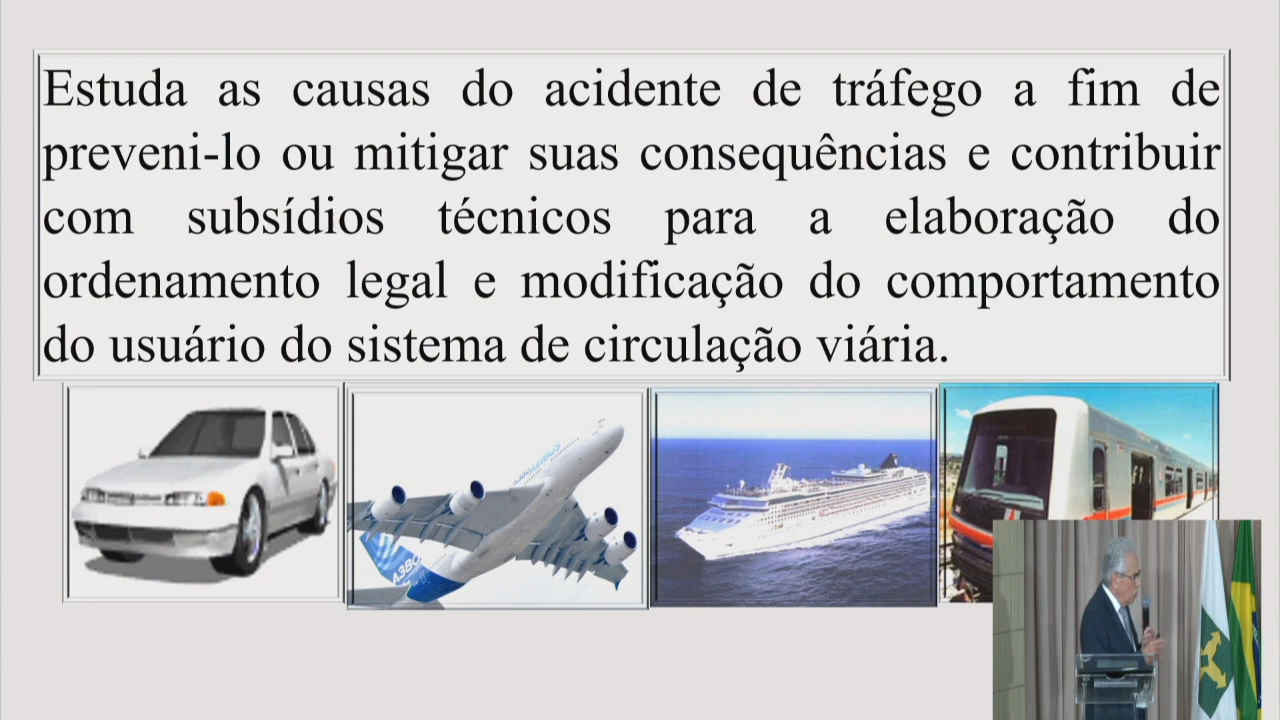 Estuda as causas do acidente de tráfego a fim de
preveni-lo ou mitigar suas consequências e contribuir
com subsídios técnicos para a elaboração do
ordenamento legal e modificação do comportamento
do usuário do sistema de circulação viária.
A380